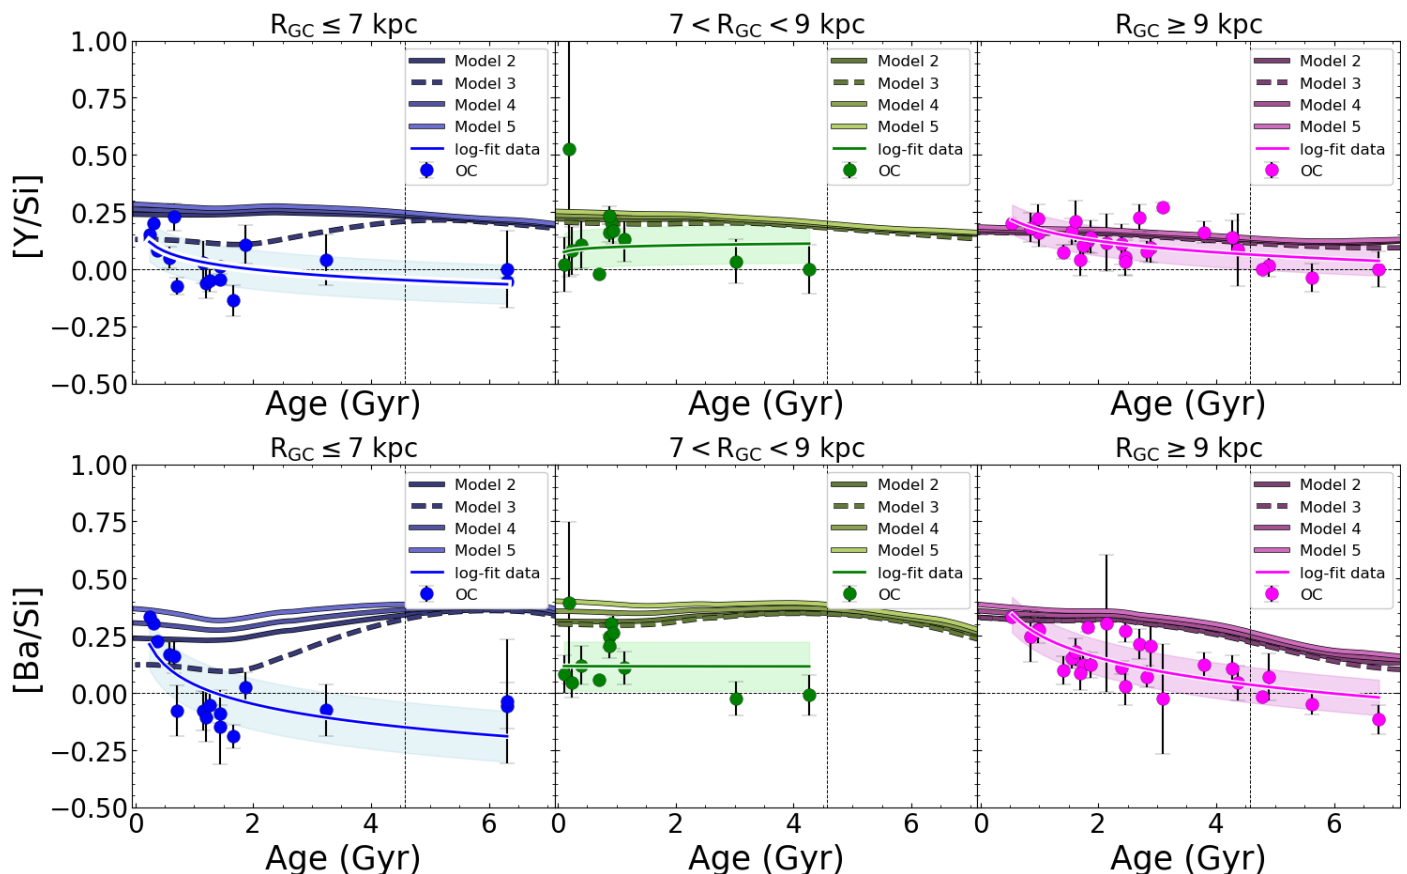 R_GC ≤ 7 kpc
7 < R_GC < 9 kpc
R_GC ≥ 9 kpc
[Y/Si]
1.00
0.75
0.50
0.25
0.00
−0.25
−0.50
Model 2
Model 3
Model 4
Model 5
log-fit data
OC
Model 2
Model 3
Model 4
Model 5
log-fit data
OC
Model 2
Model 3
Model 4
Model 5
log-fit data
OC
Age (Gyr)
Age (Gyr)
Age (Gyr)
R_GC ≤ 7 kpc
7 < R_GC < 9 kpc
R_GC ≥ 9 kpc
[Ba/Si]
1.00
0.75
0.50
0.25
0.00
−0.25
−0.50
Model 2
Model 3
Model 4
Model 5
log-fit data
OC
Model 2
Model 3
Model 4
Model 5
log-fit data
OC
Model 2
Model 3
Model 4
Model 5
log-fit data
OC
0 2 4 6
0 2 4 6
0 2 4 6
Age (Gyr)
Age (Gyr)
Age (Gyr)